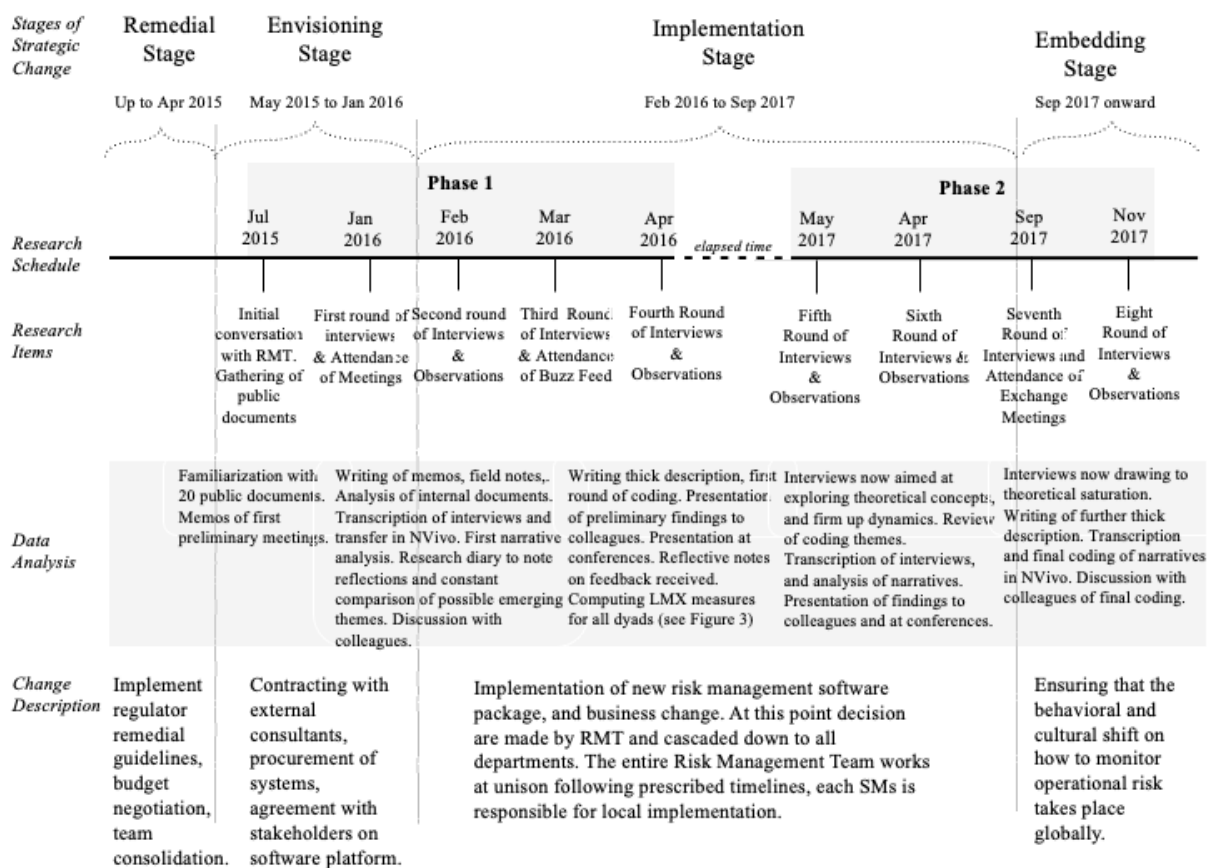 Stages of
Strategic
Change
Remedial
Stage
Envisioning
Stage
Implementation
Stage
Embedding
Stage
Up to Apr 2015
May 2015 to Jan 2016
Feb 2016 to Sep 2017
Sep 2017 onward
Phase 1
Phase 2
Research
Schedule
Jul
2015
Jan
2016
Feb
2016
Mar
2016
Apr
2016
elapsed time
May
2017
Apr
2017
Sep
2017
Nov
2017
Research
Items
Initial
conversation
with RMT.
Gathering of
public
documents
First round of
interviews
& Attendance
of Meetings
Second round
of Interviews
&
Observations
Third Round
of Interviews
& Attendance
of Buzz Feed
Fourth Round
of Interviews
&
Observations
Fifth
Round of
Interviews
&
Observations
Sixth
Round of
Interviews &
Observations
Seventh
Round of
Interviews and
Attendance of
Exchange
Meetings
Eight
Round of
Interviews
&
Observations
Data
Analysis
Familiarization with
20 public documents.
Memos of first
preliminary meetings.
Writing of memos, field notes,.
Analysis of internal documents.
Transcription of interviews and
transfer in NVivo. First narrative
analysis. Research diary to note
reflections and constant
comparison of possible emerging
themes. Discussion with
colleagues.
Writing thick description, first
round of coding. Presentation
of preliminary findings to
colleagues. Presentation at
conferences. Reflective notes
on feedback received.
Computing LMX measures
for all dyads (see Figure 3)
Interviews now aimed at
exploring theoretical concepts,
and firm up dynamics. Review
of coding themes.
Transcription of interviews,
and analysis of narratives.
Presentation of findings to
colleagues and at conferences.
Interviews now drawing to
theoretical saturation.
Writing of further thick
description. Transcription
and final coding of narratives
in NVivo. Discussion with
colleagues of final coding.
Change
Description
Implement
regulator
remedial
guidelines,
budget
negotiation,
team
consolidation.
Contracting with
external
consultants,
procurement of
systems,
agreement with
stakeholders on
software platform.
Implementation of new risk management software
package, and business change. At this point decision
are made by RMT and cascaded down to all
departments. The entire Risk Management Team works
at unison following prescribed timelines, each SMs is
responsible for local implementation.
Ensuring that the
behavioral and
cultural shift on
how to monitor
operational risk
takes place
globally.